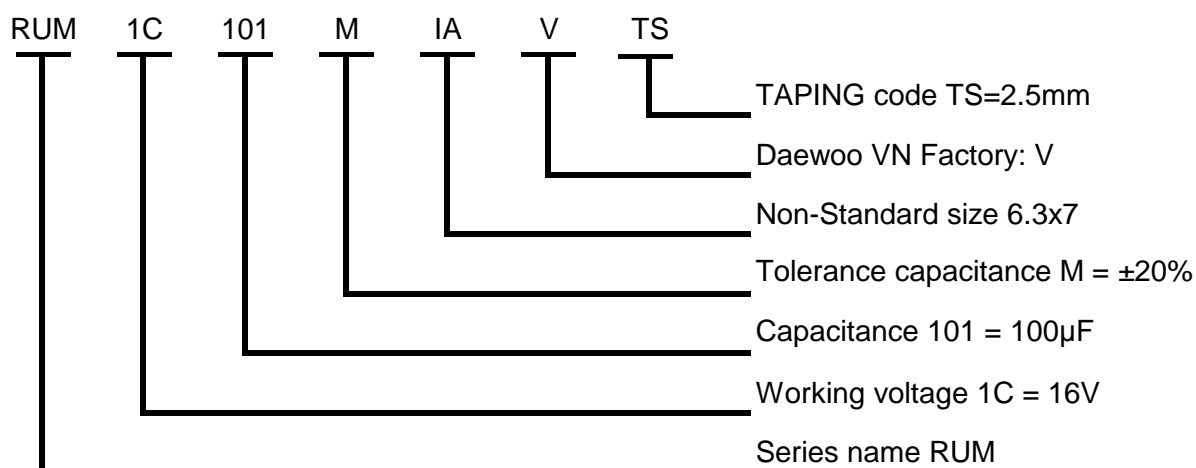 RUM 1C 101 M IA V TS
TAPING code TS=2.5mm
Daewoo VN Factory: V
Non-Standard size 6.3x7
Tolerance capacitance M = ±20%
Capacitance 101 = 100µF
Working voltage 1C = 16V
Series name RUM